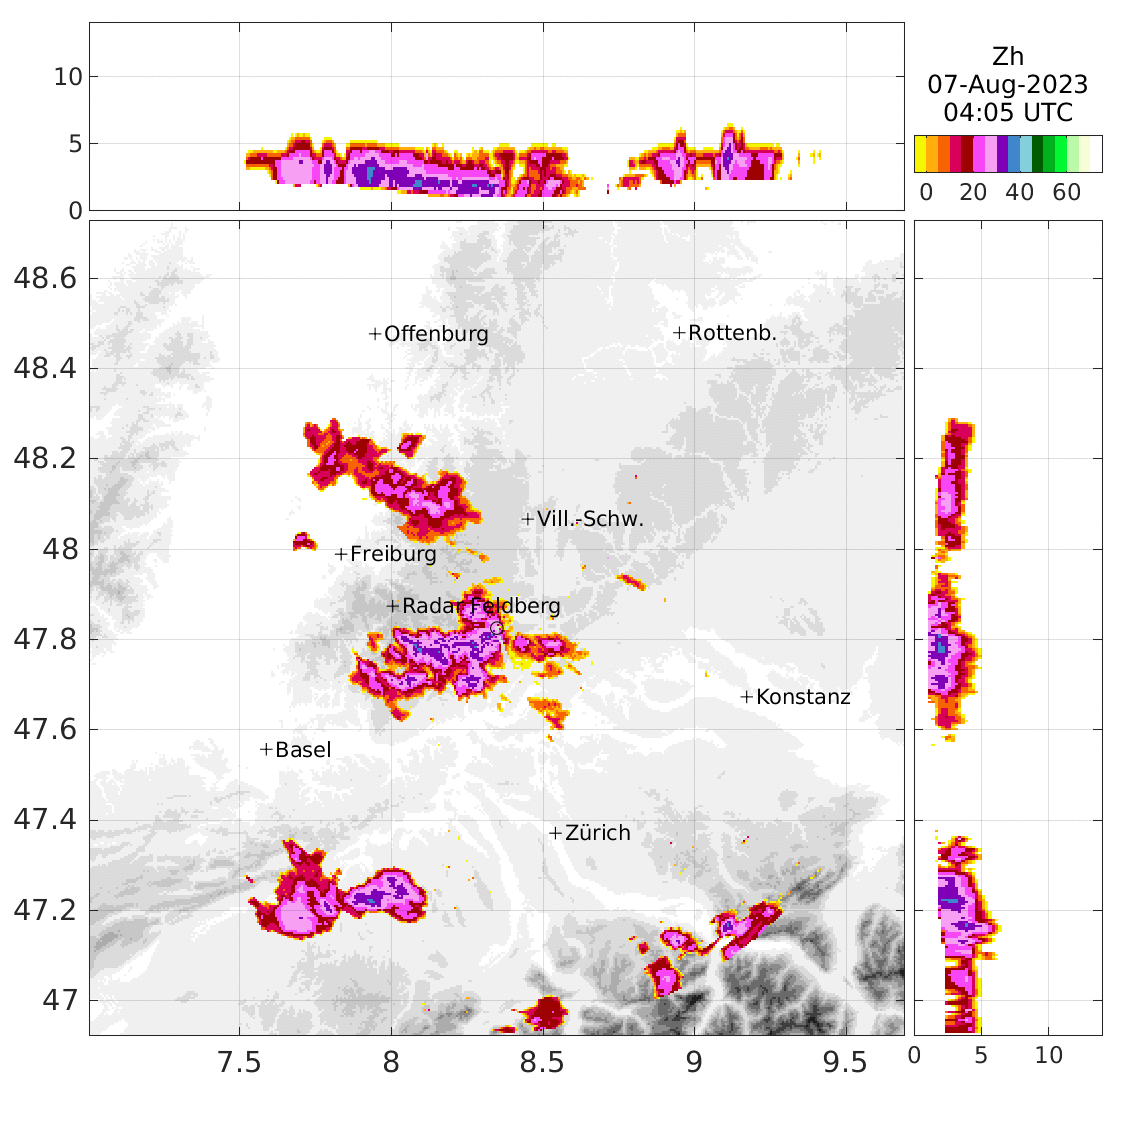 10
5
0
Zh
07-Aug-2023
04:05 UTC
0 20 40 60
48.6
48.4
48.2
48
47.8
47.6
47.4
47.2
47
+Offenburg
+Rottenb.
+Vill.-Schw.
+Freiburg
+Radar Feldberg
+Konstanz
+Basel
+Zürich
7.5 8 8.5 9 9.5
0 5 10